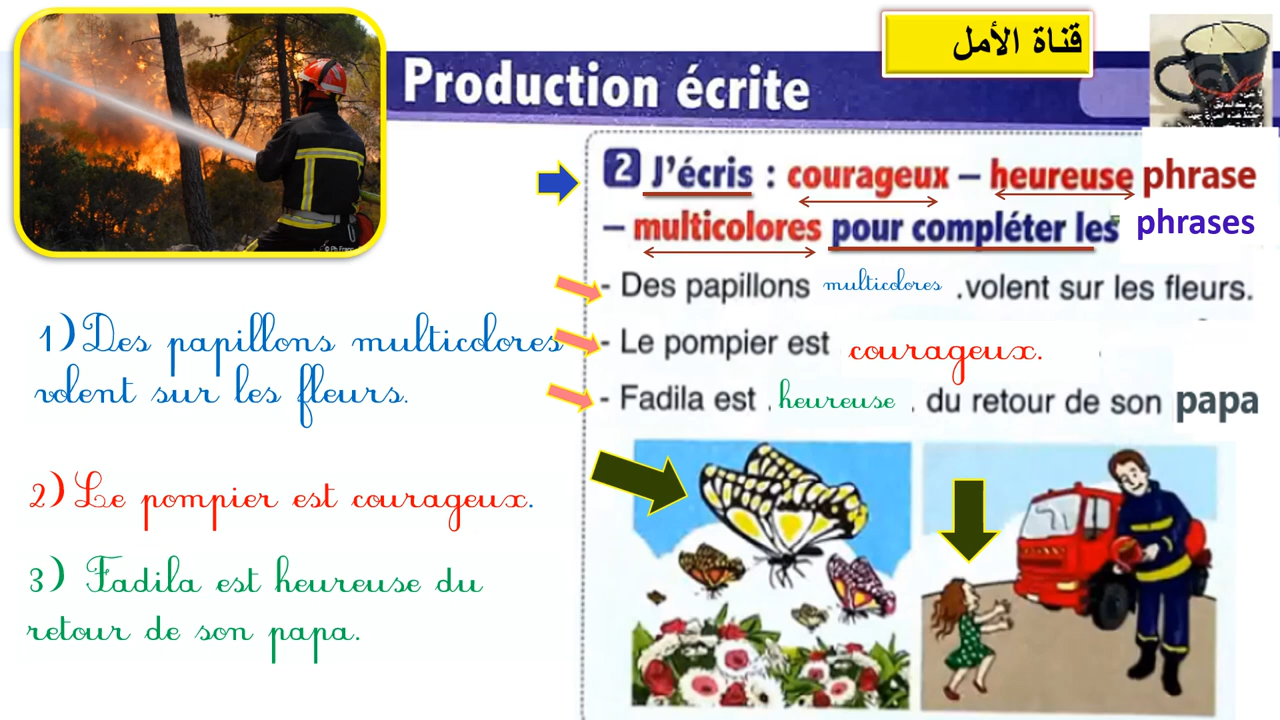 قناة الأمل
Production écrite
2 J'écris : courageux – heureuse phrase
– multicolores pour compléter les phrases
- Des papillons multicolores .volent sur les fleurs.
- Le pompier est courageux.
- Fadila est . heureuse . du retour de son papa
1) Des papillons multicolores
volent sur les fleurs.
2) Le pompier est courageux.
3) Fadila est heureuse du
retour de son papa.